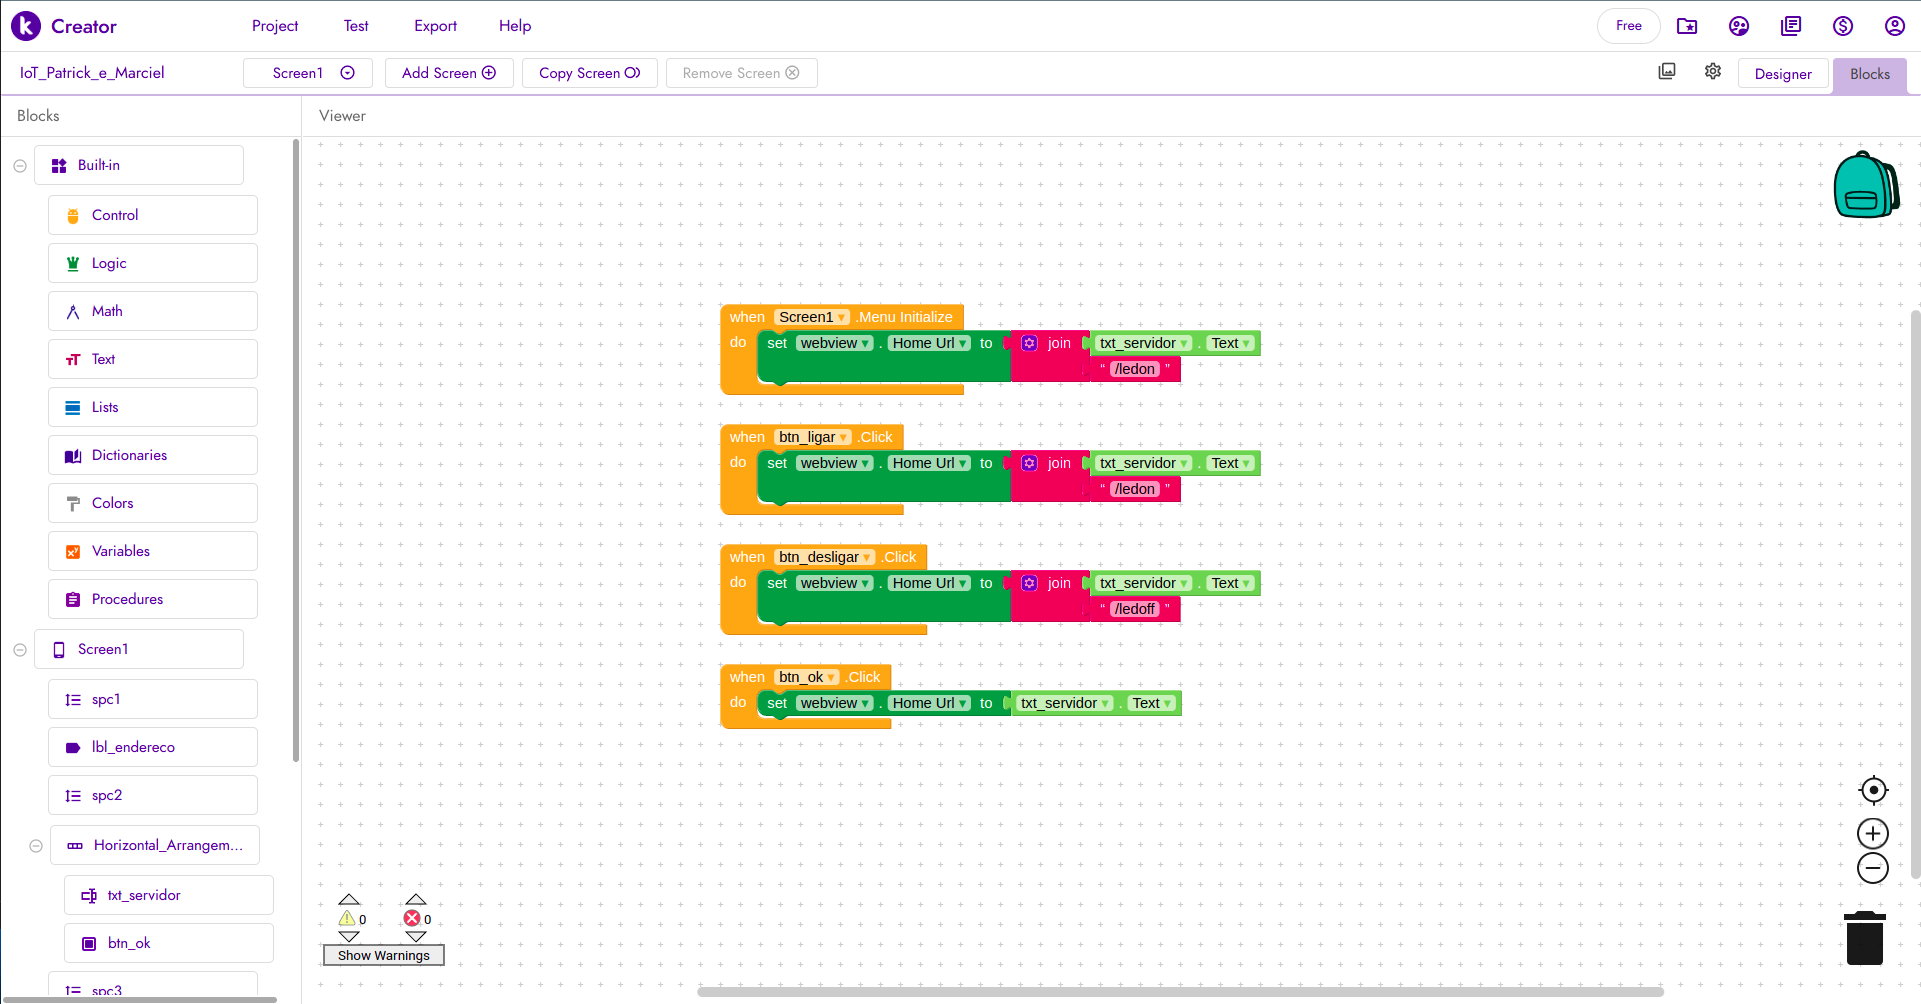 Creator
Project Test Export Help
Free
IoT_Patrick_e_Marciel
Screen1
Add Screen
Copy Screen
Remove Screen
Designer
Blocks
Blocks
Viewer
Built-in
Control
Logic
Math
Text
Lists
Dictionaries
Colors
Variables
Procedures
Screen1
spc1
lbl_endereco
spc2
Horizontal_Arrangem...
txt_servidor
btn_ok
spc3
when Screen1 .Menu Initialize
do set webview . Home Url to join txt_servidor . Text
“ /ledon ”
when btn_ligar .Click
do set webview . Home Url to join txt_servidor . Text
“ /ledon ”
when btn_desligar .Click
do set webview . Home Url to join txt_servidor . Text
“ /ledoff ”
when btn_ok .Click
do set webview . Home Url to txt_servidor . Text
0 0
Show Warnings